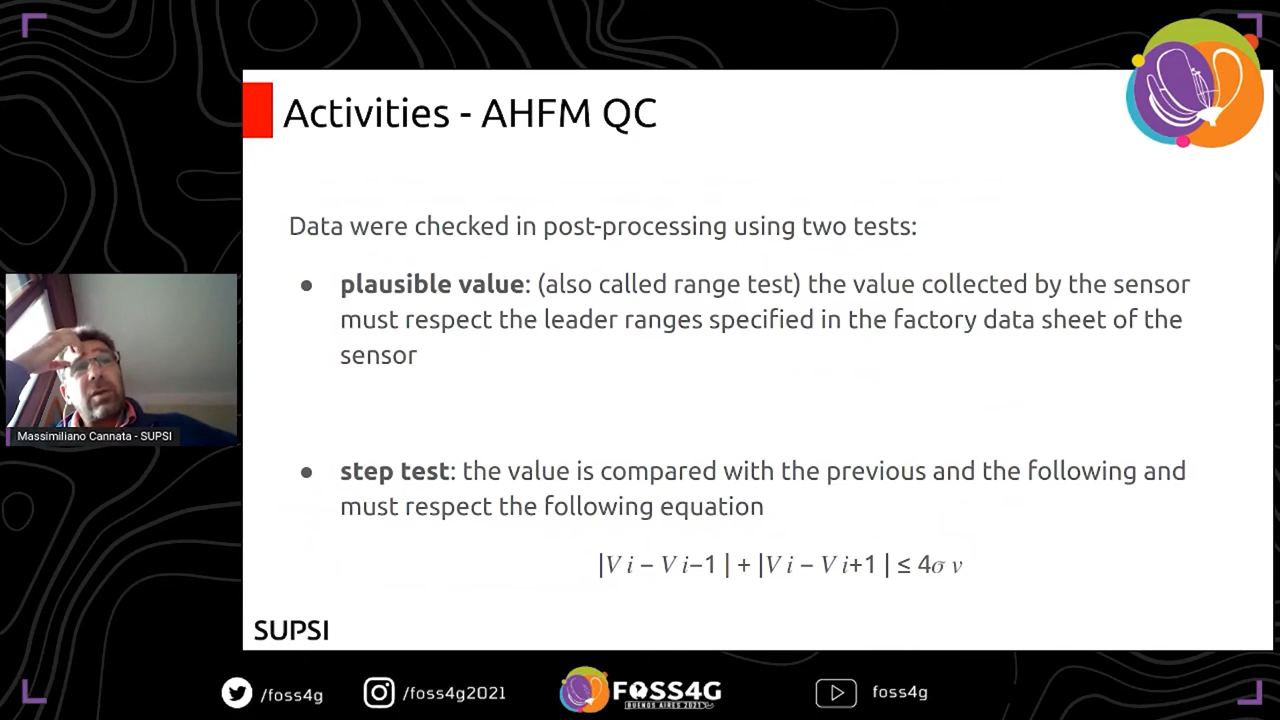 Activities - AHFM QC
Data were checked in post-processing using two tests:
● plausible value: (also called range test) the value collected by the sensor
must respect the leader ranges specified in the factory data sheet of the
sensor
Massimiliano Cannata - SUPSI
● step test: the value is compared with the previous and the following and
must respect the following equation
|V i − V i−1 | + |V i − V i+1 | ≤ 4σ v
SUPSI
/foss4g
/foss4g2021
FOSS4G
BUENOS AIRES 2021
foss4g